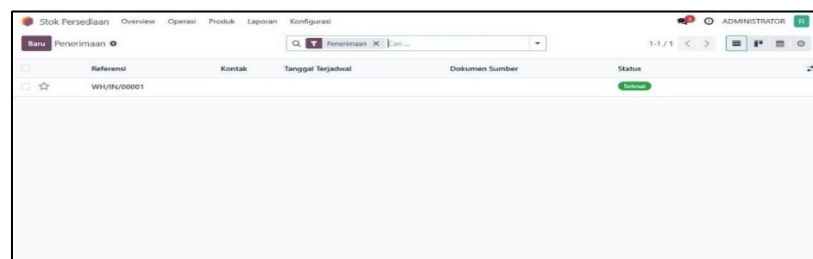 Stok Persediaan Overview Operasi Produk Laporan Konfigurasi ADMINISTRATOR R
Baru Penerimaan Penerimaan × Cari ... 1-1 / 1
Referensi Kontak Tanggal Terjadwal Dokumen Sumber Status
WH/IN/00001 Selesai